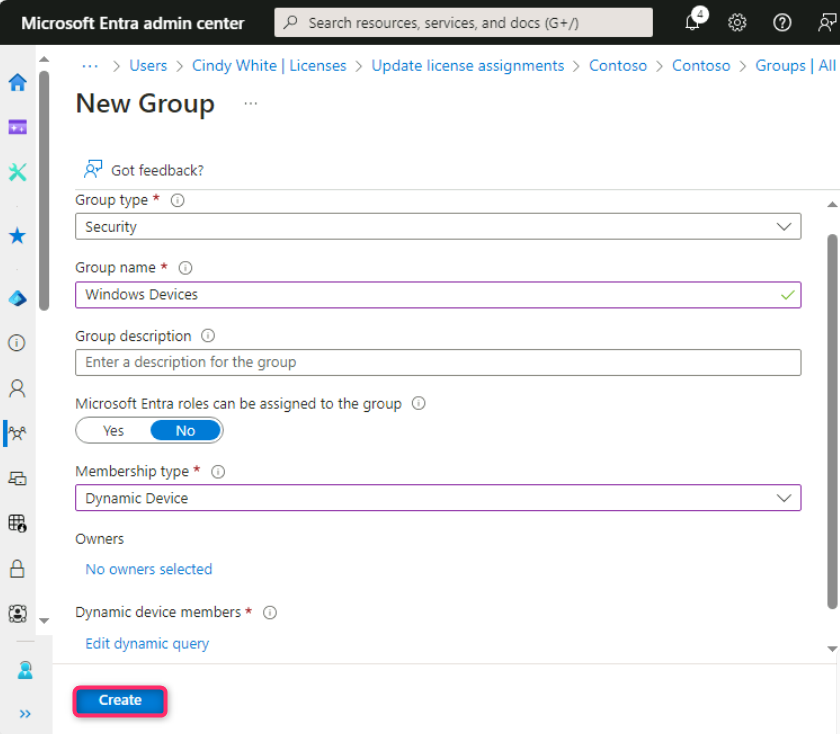 Microsoft Entra admin center
Search resources, services, and docs (G+/)
4
··· > Users > Cindy White | Licenses > Update license assignments > Contoso > Contoso > Groups | All
New Group ···
Got feedback?
Group type *
Security
Group name *
Windows Devices
Group description
Enter a description for the group
Microsoft Entra roles can be assigned to the group
Yes No
Membership type *
Dynamic Device
Owners
No owners selected
Dynamic device members *
Edit dynamic query
Create